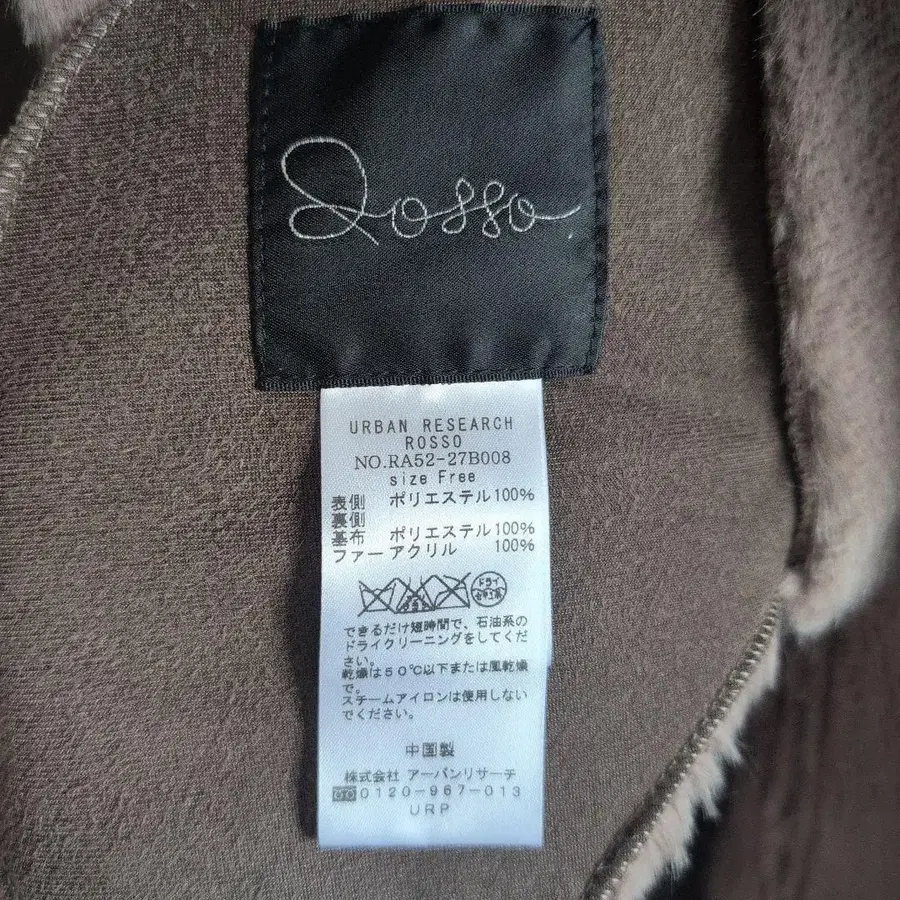 Rosso
URBAN RESEARCH
ROSSO
NO.RA52-27B008
size Free
表側 ポリエステル100%
裏側
基布 ポリエステル100%
ファー アクリル 100%
ドライ
できるだけ短時間で、石油系の
ドライクリーニングをしてくだ
さい。
乾燥は50℃以下または風乾燥
で。
スチームアイロンは使用しない
でください。
中国製
株式会社 アーバンリサーチ
0120-967-013
URP